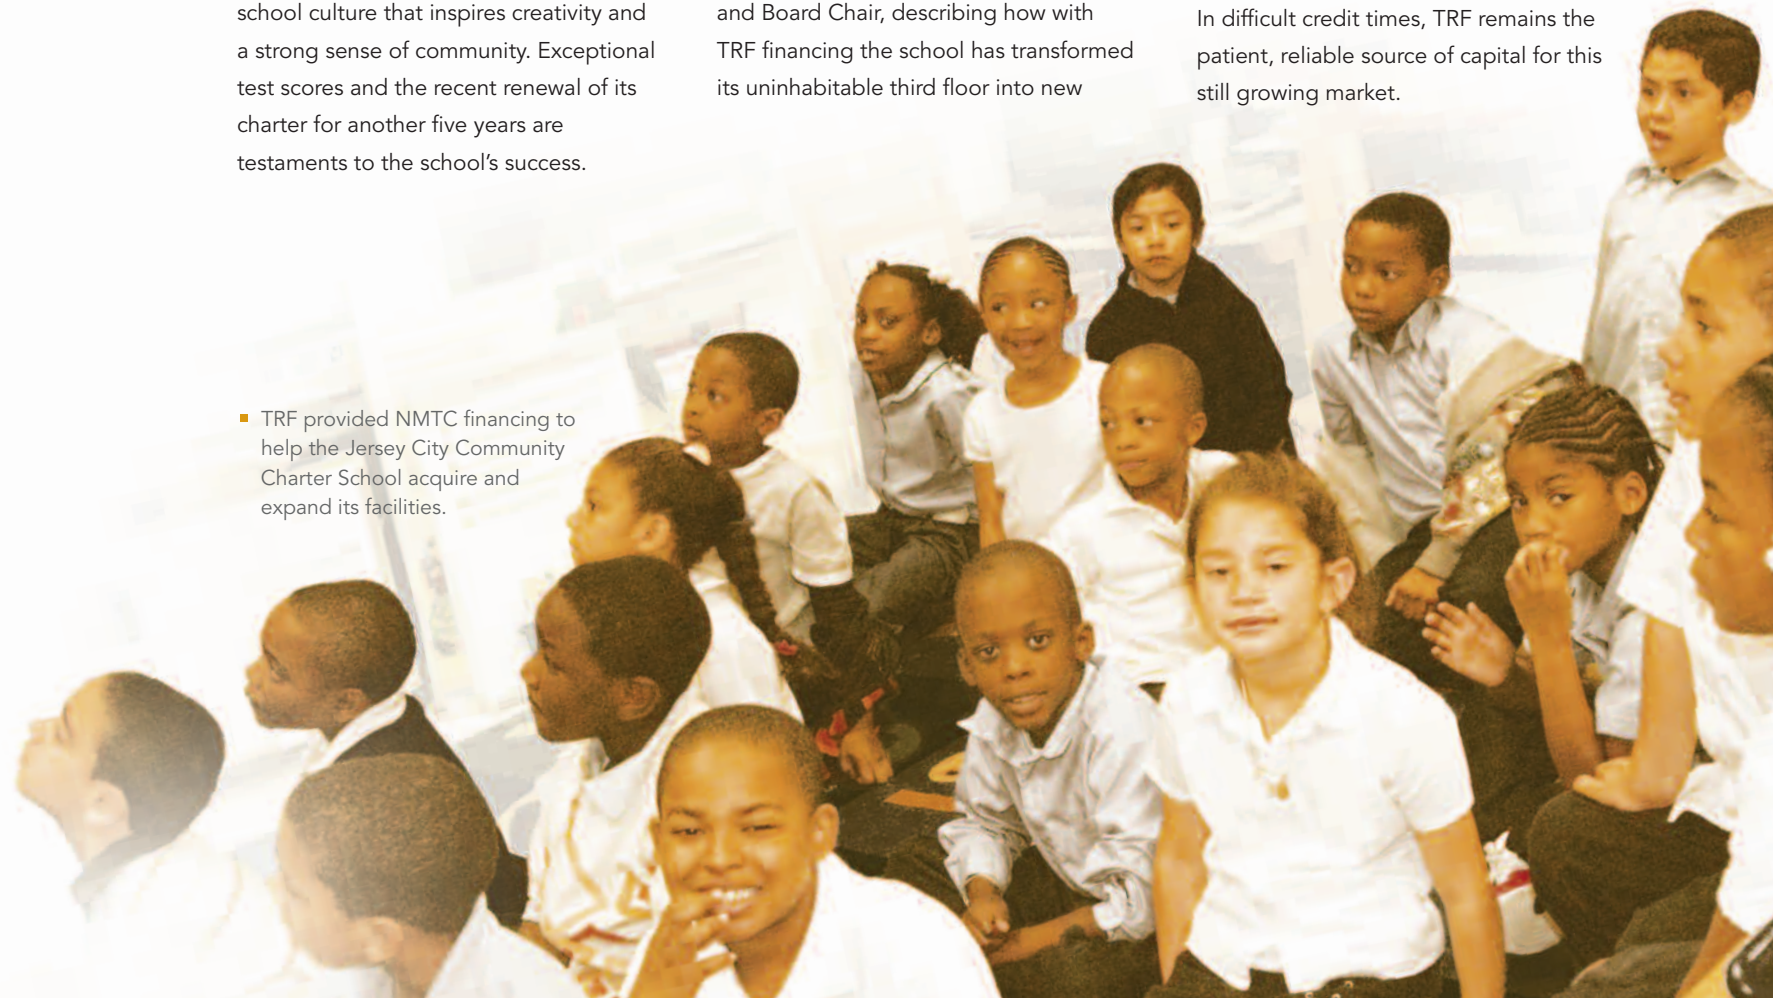 school culture that inspires creativity and
a strong sense of community. Exceptional
test scores and the recent renewal of its
charter for another five years are
testaments to the school’s success.
and Board Chair, describing how with
TRF financing the school has transformed
its uninhabitable third floor into new
In difficult credit times, TRF remains the
patient, reliable source of capital for this
still growing market.
TRF provided NMTC financing to
help the Jersey City Community
Charter School acquire and
expand its facilities.